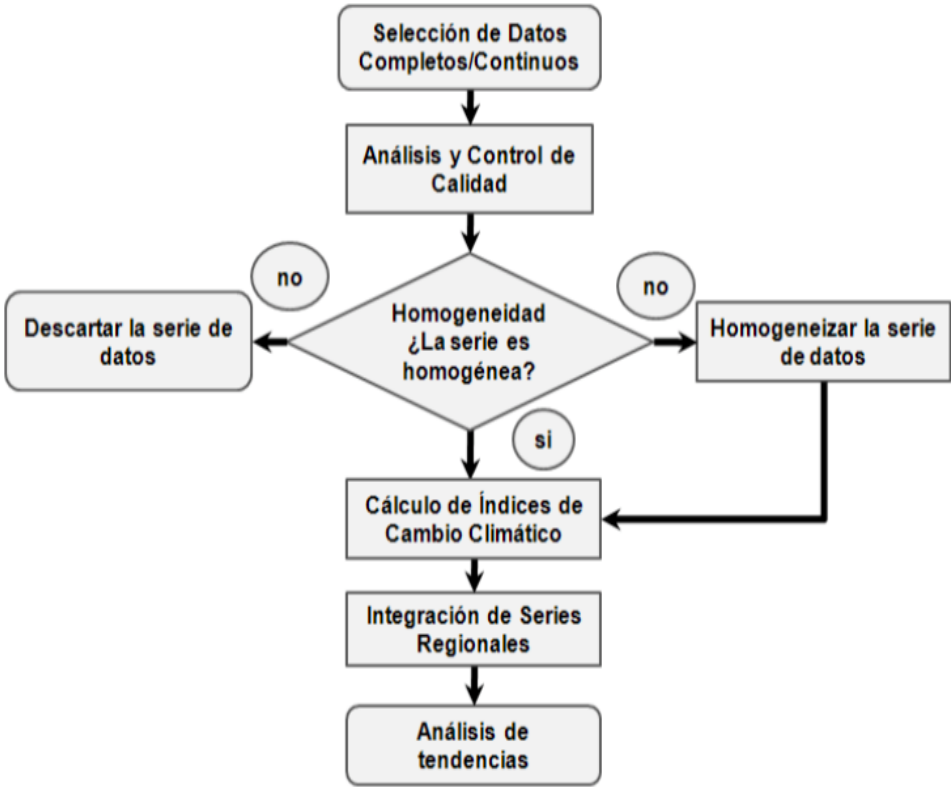 Selección de Datos
Completos/Continuos
Análisis y Control de
Calidad
no
no
Descartar la serie de
datos
Homogeneidad
¿La serie es
homogénea?
Homogeneizar la serie
de datos
si
Cálculo de Índices de
Cambio Climático
Integración de Series
Regionales
Análisis de
tendencias